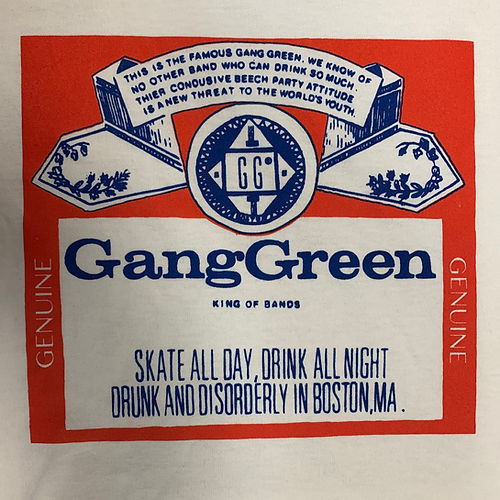 THIS IS THE FAMOUS GANG GREEN. WE KNOW OF
NO OTHER BAND WHO CAN DRINK SO MUCH.
THIER CONDUSIVE BEECH PARTY ATTITUDE
IS A NEW THREAT TO THE WORLD'S YOUTH.
GG
GangGreen
KING OF BANDS
GENUINE
GENUINE
SKATE ALL DAY, DRINK ALL NIGHT
DRUNK AND DISORDERLY IN BOSTON, MA.